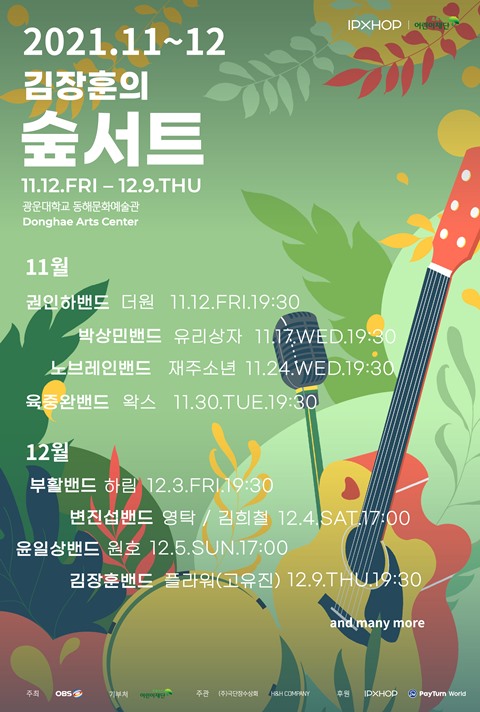 IPXHOP | 어린이재단
2021.11~12
김장훈의
숲서트
11.12.FRI – 12.9.THU
광운대학교 동해문화예술관
Donghae Arts Center
11월
권인하밴드 더원 11.12.FRI.19:30
박상민밴드 유리상자 11.17.WED.19:30
노브레인밴드 재주소년 11.24.WED.19:30
육중완밴드 왁스 11.30.TUE.19:30
12월
부활밴드 하림 12.3.FRI.19:30
변진섭밴드 영탁 / 김희철 12.4.SAT.17:00
윤일상밴드 원호 12.5.SUN.17:00
김장훈밴드 플라워(고유진) 12.9.THU.19:30
and many more
주최 OBS 기부처 어린이재단 주관 (주)극단청수상회 H&H COMPANY 후원 IPXHOP PayTurn World